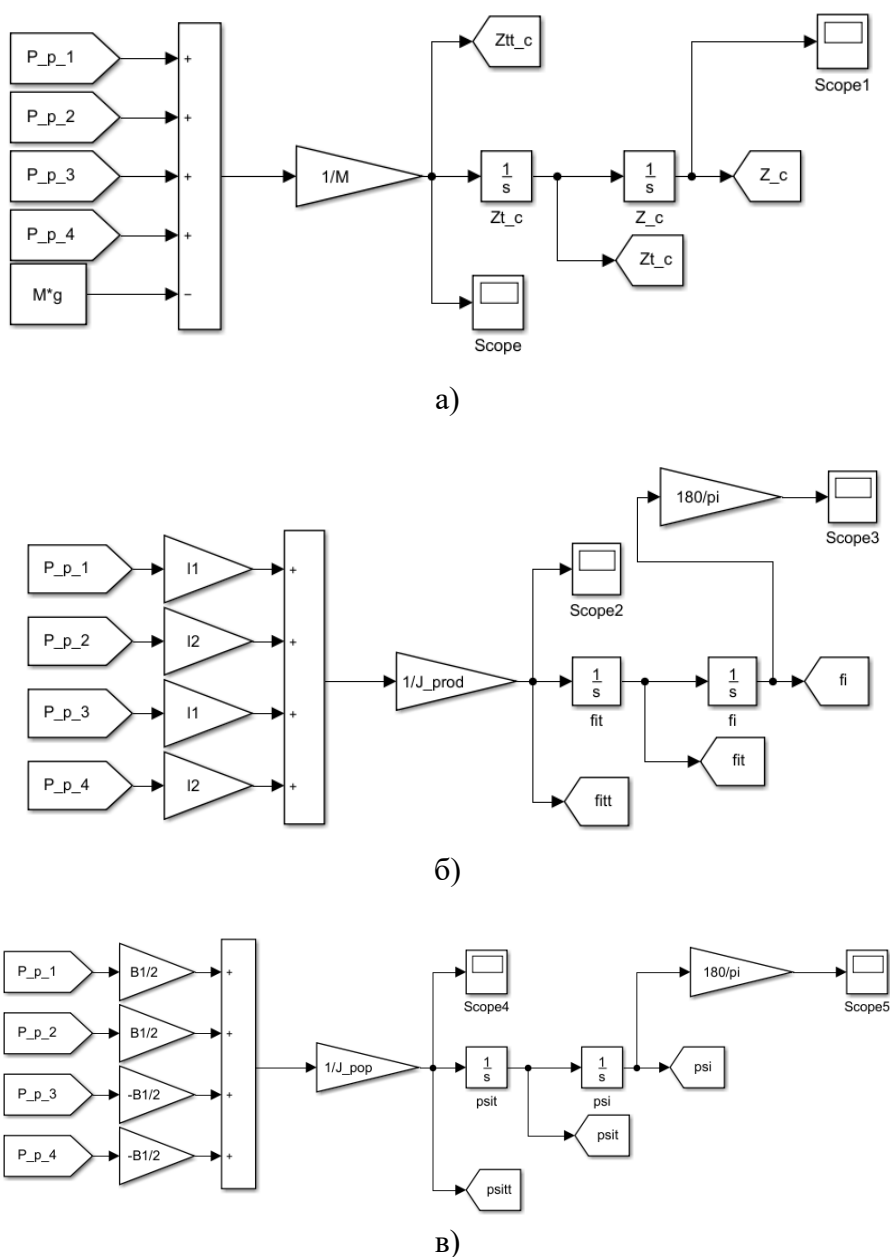 P_p_1
P_p_2
P_p_3
P_p_4
M*g
+
+
+
+
−
1/M
Ztt_c
1
s
Zt_c
1
s
Z_c
Z_c
Zt_c
Scope
Scope1
а)
P_p_1
P_p_2
P_p_3
P_p_4
l1
l2
l1
l2
+
+
+
+
1/J_prod
Scope2
180/pi
Scope3
1
s
fit
1
s
fi
fi
fit
fitt
б)
P_p_1
P_p_2
P_p_3
P_p_4
B1/2
B1/2
-B1/2
-B1/2
+
+
+
+
1/J_pop
Scope4
180/pi
Scope5
1
s
psit
1
s
psi
psi
psit
psitt
в)